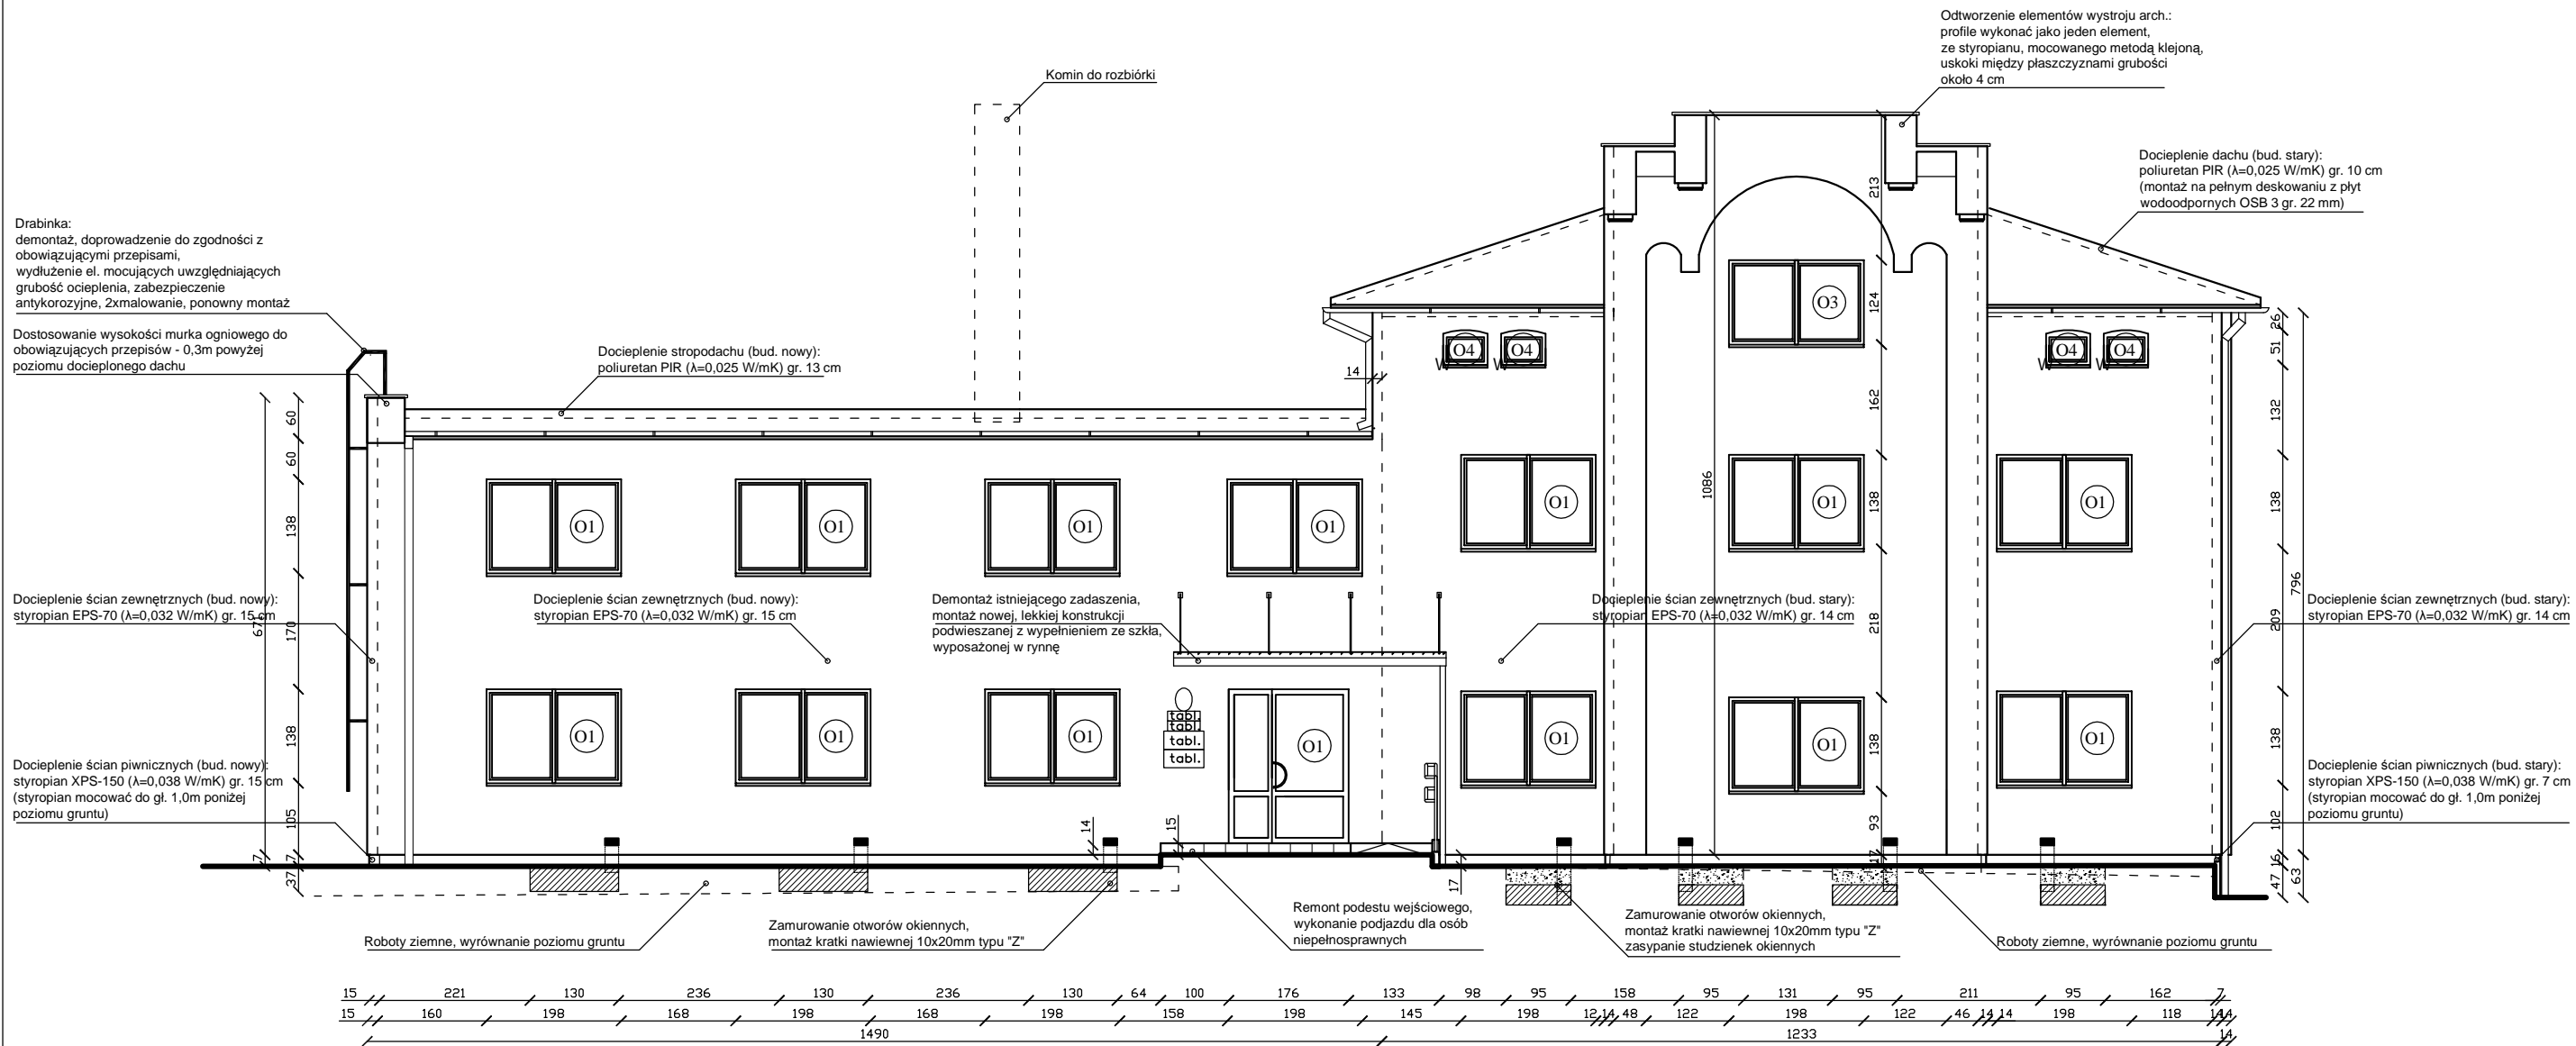 Odtworzenie elementów wystroju arch.:
profile wykonać jako jeden element,
ze styropianu, mocowanego metodą klejoną,
uskoki między płaszczyznami grubości
około 4 cm
Komin do rozbiórki
Docieplenie dachu (bud. stary):
poliuretan PIR (λ=0,025 W/mK) gr. 10 cm
(montaż na pełnym deskowaniu z płyt
wodoodpornych OSB 3 gr. 22 mm)
Drabinka:
demontaż, doprowadzenie do zgodności z
obowiązującymi przepisami,
wydłużenie el. mocujących uwzględniających
grubość ocieplenia, zabezpieczenie
antykorozyjne, 2xmalowanie, ponowny montaż
Dostosowanie wysokości murka ogniowego do
obowiązujących przepisów - 0,3m powyżej
poziomu docieplonego dachu
Docieplenie stropodachu (bud. nowy):
poliuretan PIR (λ=0,025 W/mK) gr. 13 cm
14
O4
O4
O3
O4
O4
213
124
162
138
218
138
93
17
1086
26
51
132
138
209
138
102
16
47
796
63
60
60
138
170
138
105
7
37
7
O1
O1
O1
O1
O1
O1
O1
Docieplenie ścian zewnętrznych (bud. nowy):
styropian EPS-70 (λ=0,032 W/mK) gr. 15 cm
Docieplenie ścian zewnętrznych (bud. nowy):
styropian EPS-70 (λ=0,032 W/mK) gr. 15 cm
Demontaż istniejącego zadaszenia,
montaż nowej, lekkiej konstrukcji
podwieszanej z wypełnieniem ze szkła,
wyposażonej w rynnę
Docieplenie ścian zewnętrznych (bud. stary):
styropian EPS-70 (λ=0,032 W/mK) gr. 14 cm
Docieplenie ścian zewnętrznych (bud. stary):
styropian EPS-70 (λ=0,032 W/mK) gr. 14 cm
O1
O1
O1
O1
O1
O1
O1
tabl.
tabl.
tabl.
tabl.
Docieplenie ścian piwnicznych (bud. nowy):
styropian XPS-150 (λ=0,038 W/mK) gr. 15 cm
(styropian mocować do gł. 1,0m poniżej
poziomu gruntu)
Docieplenie ścian piwnicznych (bud. stary):
styropian XPS-150 (λ=0,038 W/mK) gr. 7 cm
(styropian mocować do gł. 1,0m poniżej
poziomu gruntu)
14
15
17
Roboty ziemne, wyrównanie poziomu gruntu
Zamurowanie otworów okiennych,
montaż kratki nawiewnej 10x20mm typu "Z"
Remont podestu wejściowego,
wykonanie podjazdu dla osób
niepełnosprawnych
Zamurowanie otworów okiennych,
montaż kratki nawiewnej 10x20mm typu "Z"
zasypanie studzienek okiennych
Roboty ziemne, wyrównanie poziomu gruntu
15 221 130 236 130 236 130 64 100 176 133 98 95 158 95 131 95 211 95 162 7
15 160 198 168 198 168 198 158 198 145 198 12 14 48 122 198 122 46 14 14 198 118 14 14
1490 1233 14